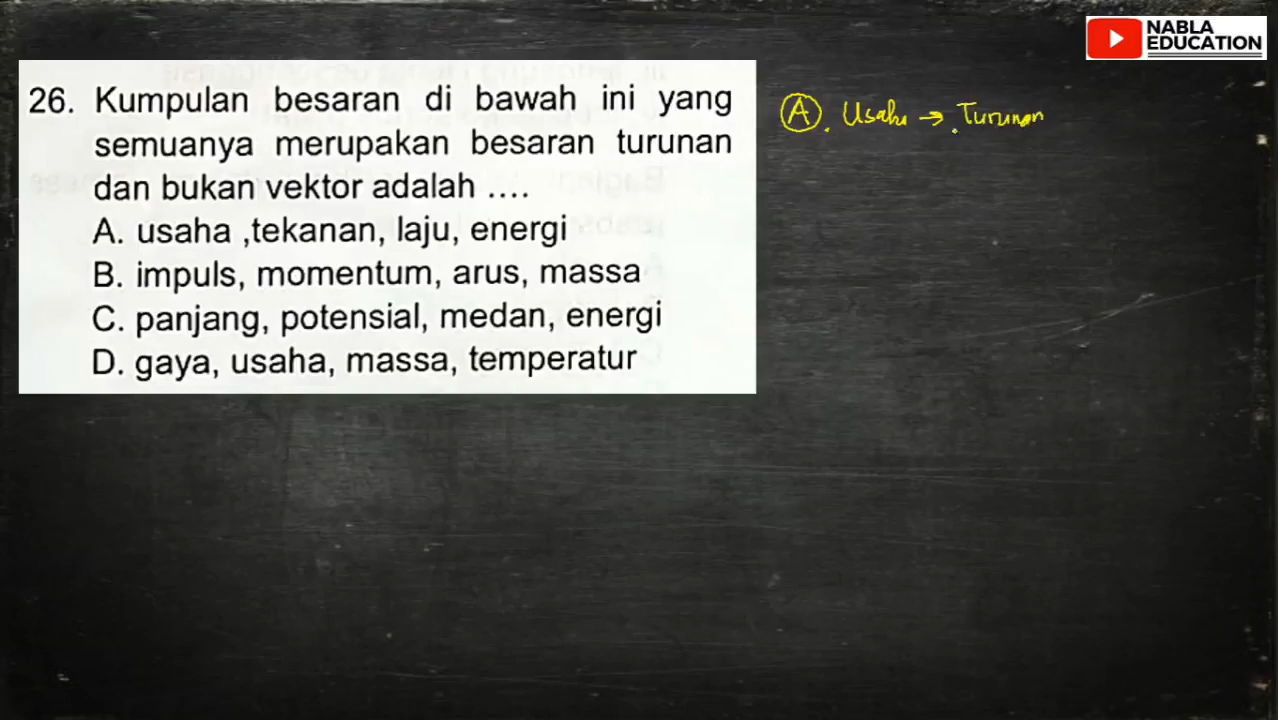 NABLA
EDUCATION
26. Kumpulan besaran di bawah ini yang
semuanya merupakan besaran turunan
dan bukan vektor adalah ....
A. usaha ,tekanan, laju, energi
B. impuls, momentum, arus, massa
C. panjang, potensial, medan, energi
D. gaya, usaha, massa, temperatur
A. Usaha → Turunan